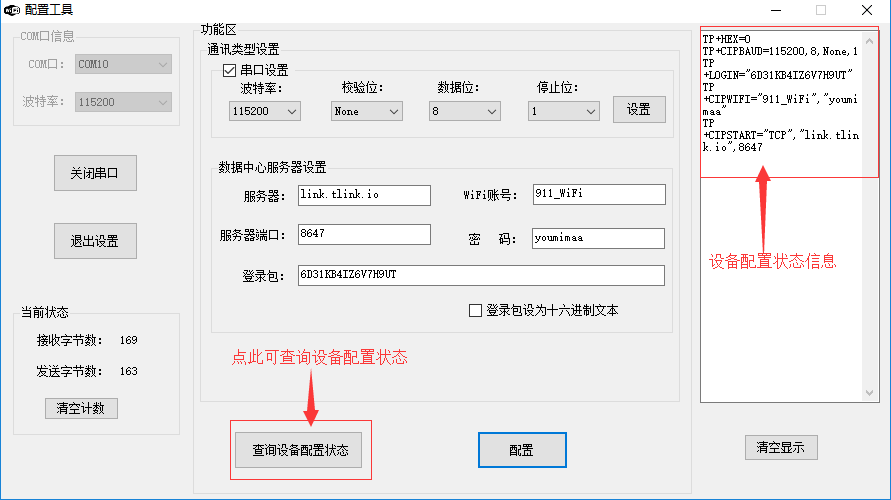 配置工具
COM口信息
COM口： COM10
波特率： 115200
关闭串口
退出设置
当前状态
接收字节数： 169
发送字节数： 163
清空计数
功能区
通讯类型设置
串口设置
波特率： 校验位： 数据位： 停止位：
115200 None 8 1 设置
数据中心服务器设置
服务器： link.tlink.io WiFi账号： 911_WiFi
服务器端口： 8647 密 码： youmimaa
登录包： 6D31KB4IZ6V7H9UT
登录包设为十六进制文本
点此可查询设备配置状态
查询设备配置状态 配置
TP+HEX=0
TP+CIPBAUD=115200,8,None,1
TP
+LOGIN="6D31KB4IZ6V7H9UT"
TP
+CIPWIFI="911_WiFi","youmi
maa"
TP
+CIPSTART="TCP","link.tlin
k.io",8647
设备配置状态信息
清空显示